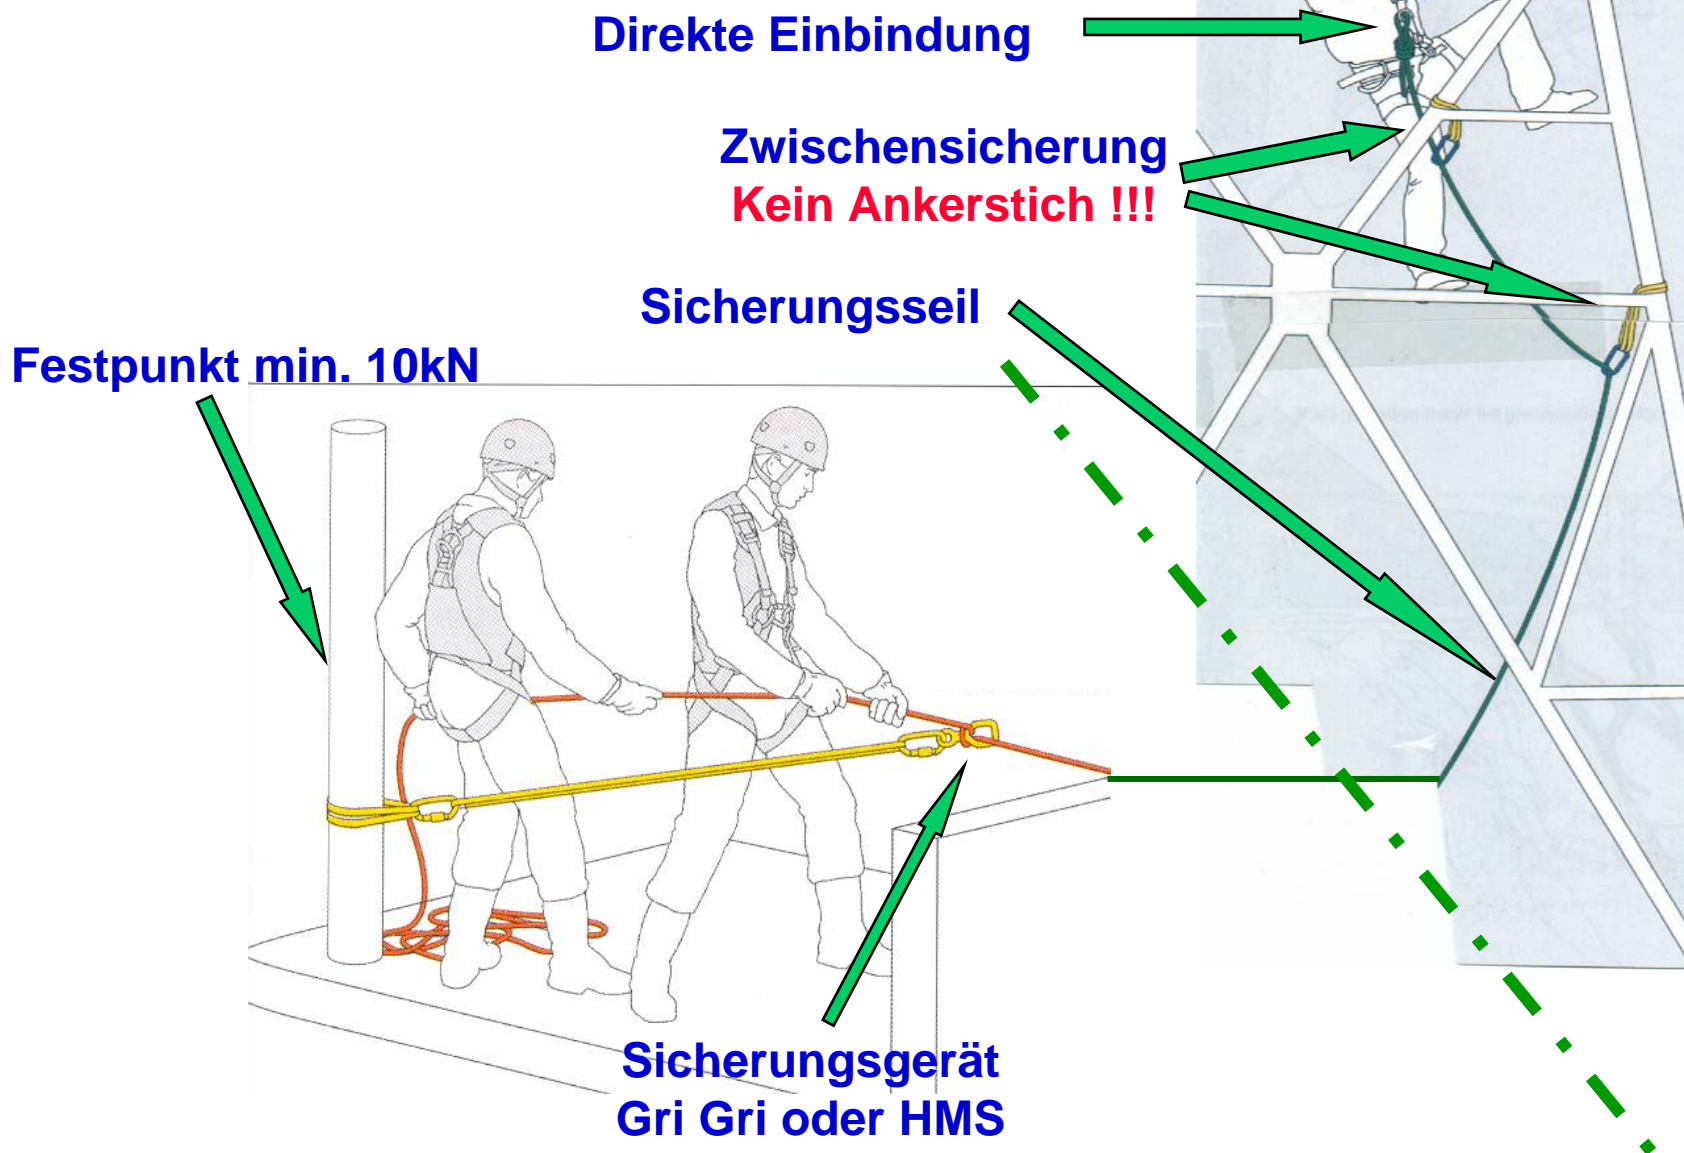 Direkte Einbindung
Zwischensicherung
Kein Ankerstich !!!
Sicherungsseil
Festpunkt min. 10kN
Sicherungsgerät
Gri Gri oder HMS